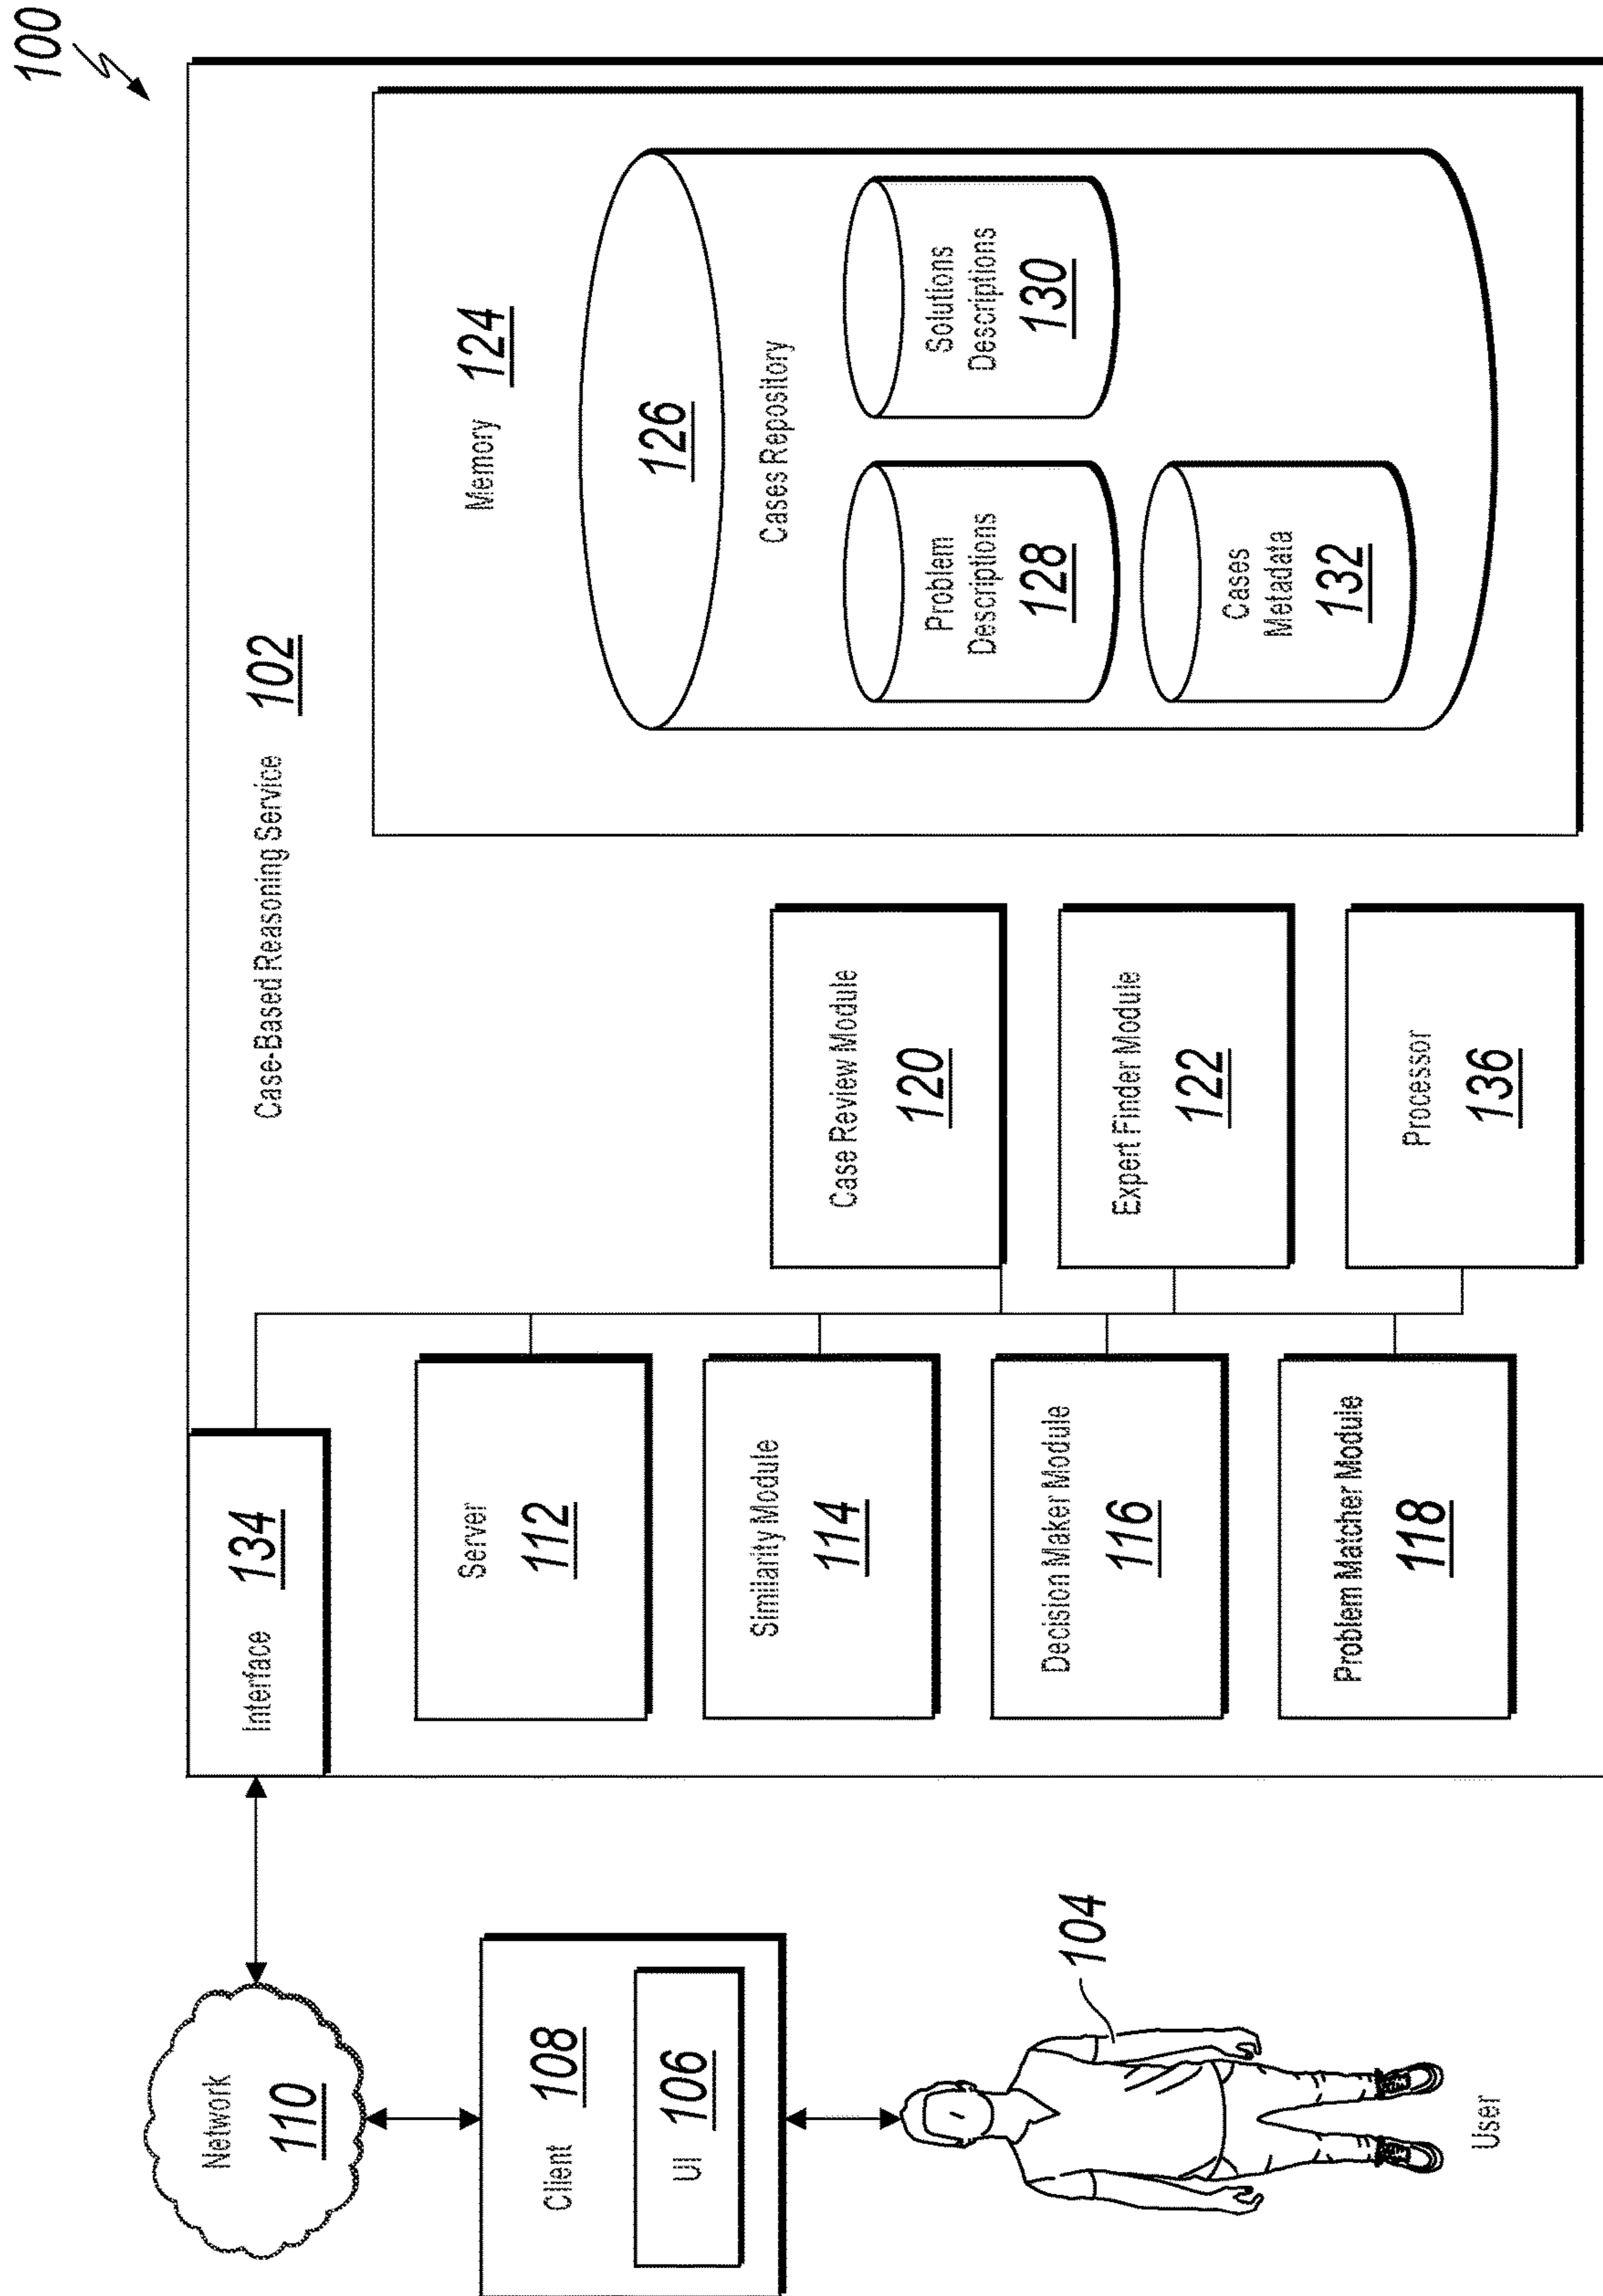 100
Case-Based Reasoning Service
102
Network
110
Client
108
UI
106
104
User
Interface
134
Server
112
Similarity Module
114
Decision Maker Module
116
Problem Matcher Module
118
Case Review Module
120
Expert Finder Module
122
Processor
136
Memory
124
126
Cases Repository
Problem
Descriptions
128
Solutions
Descriptions
130
Cases
Metadata
132